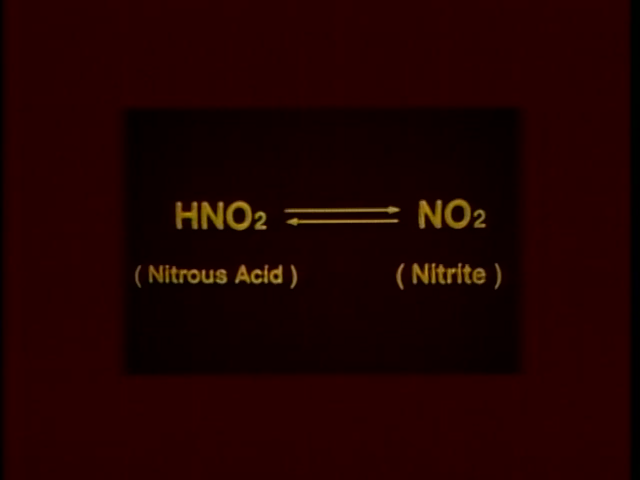 HNO₂ ⇌ NO₂
( Nitrous Acid ) ( Nitrite )